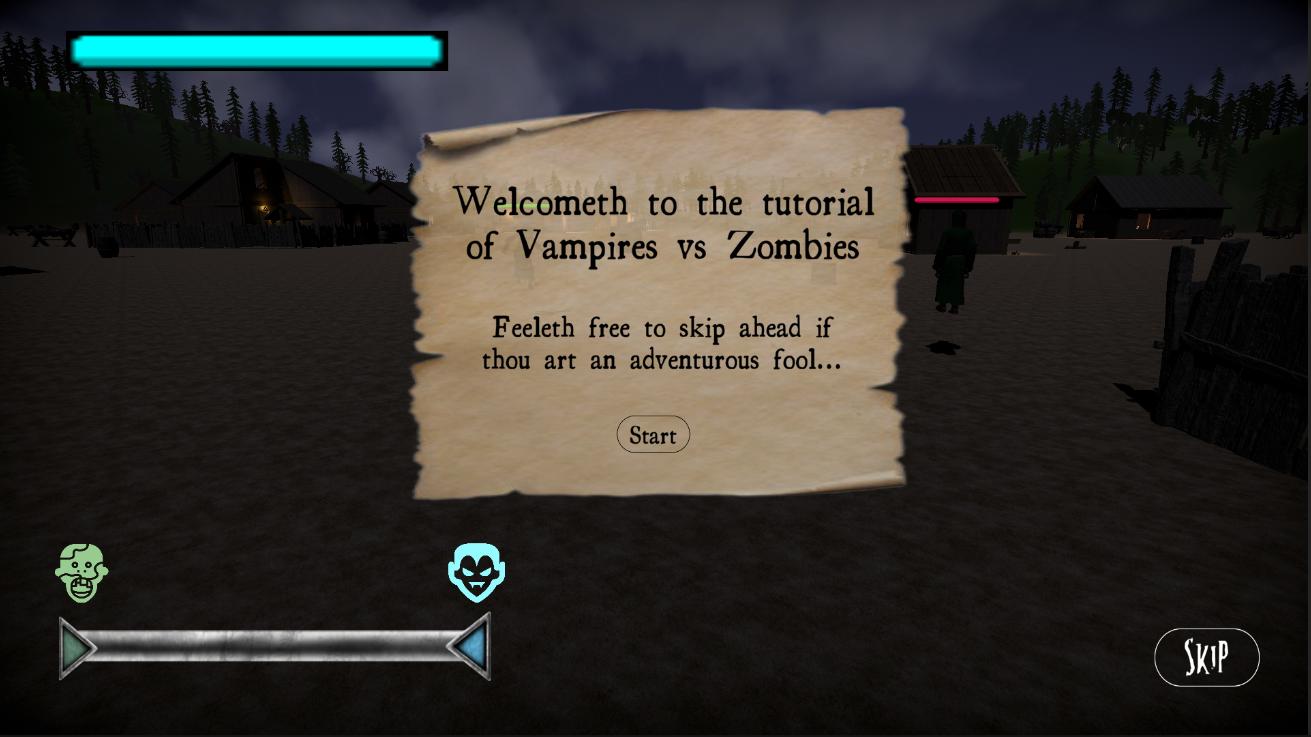 Welcometh to the tutorial
of Vampires vs Zombies
Feeleth free to skip ahead if
thou art an adventurous fool...
Start
SKIP